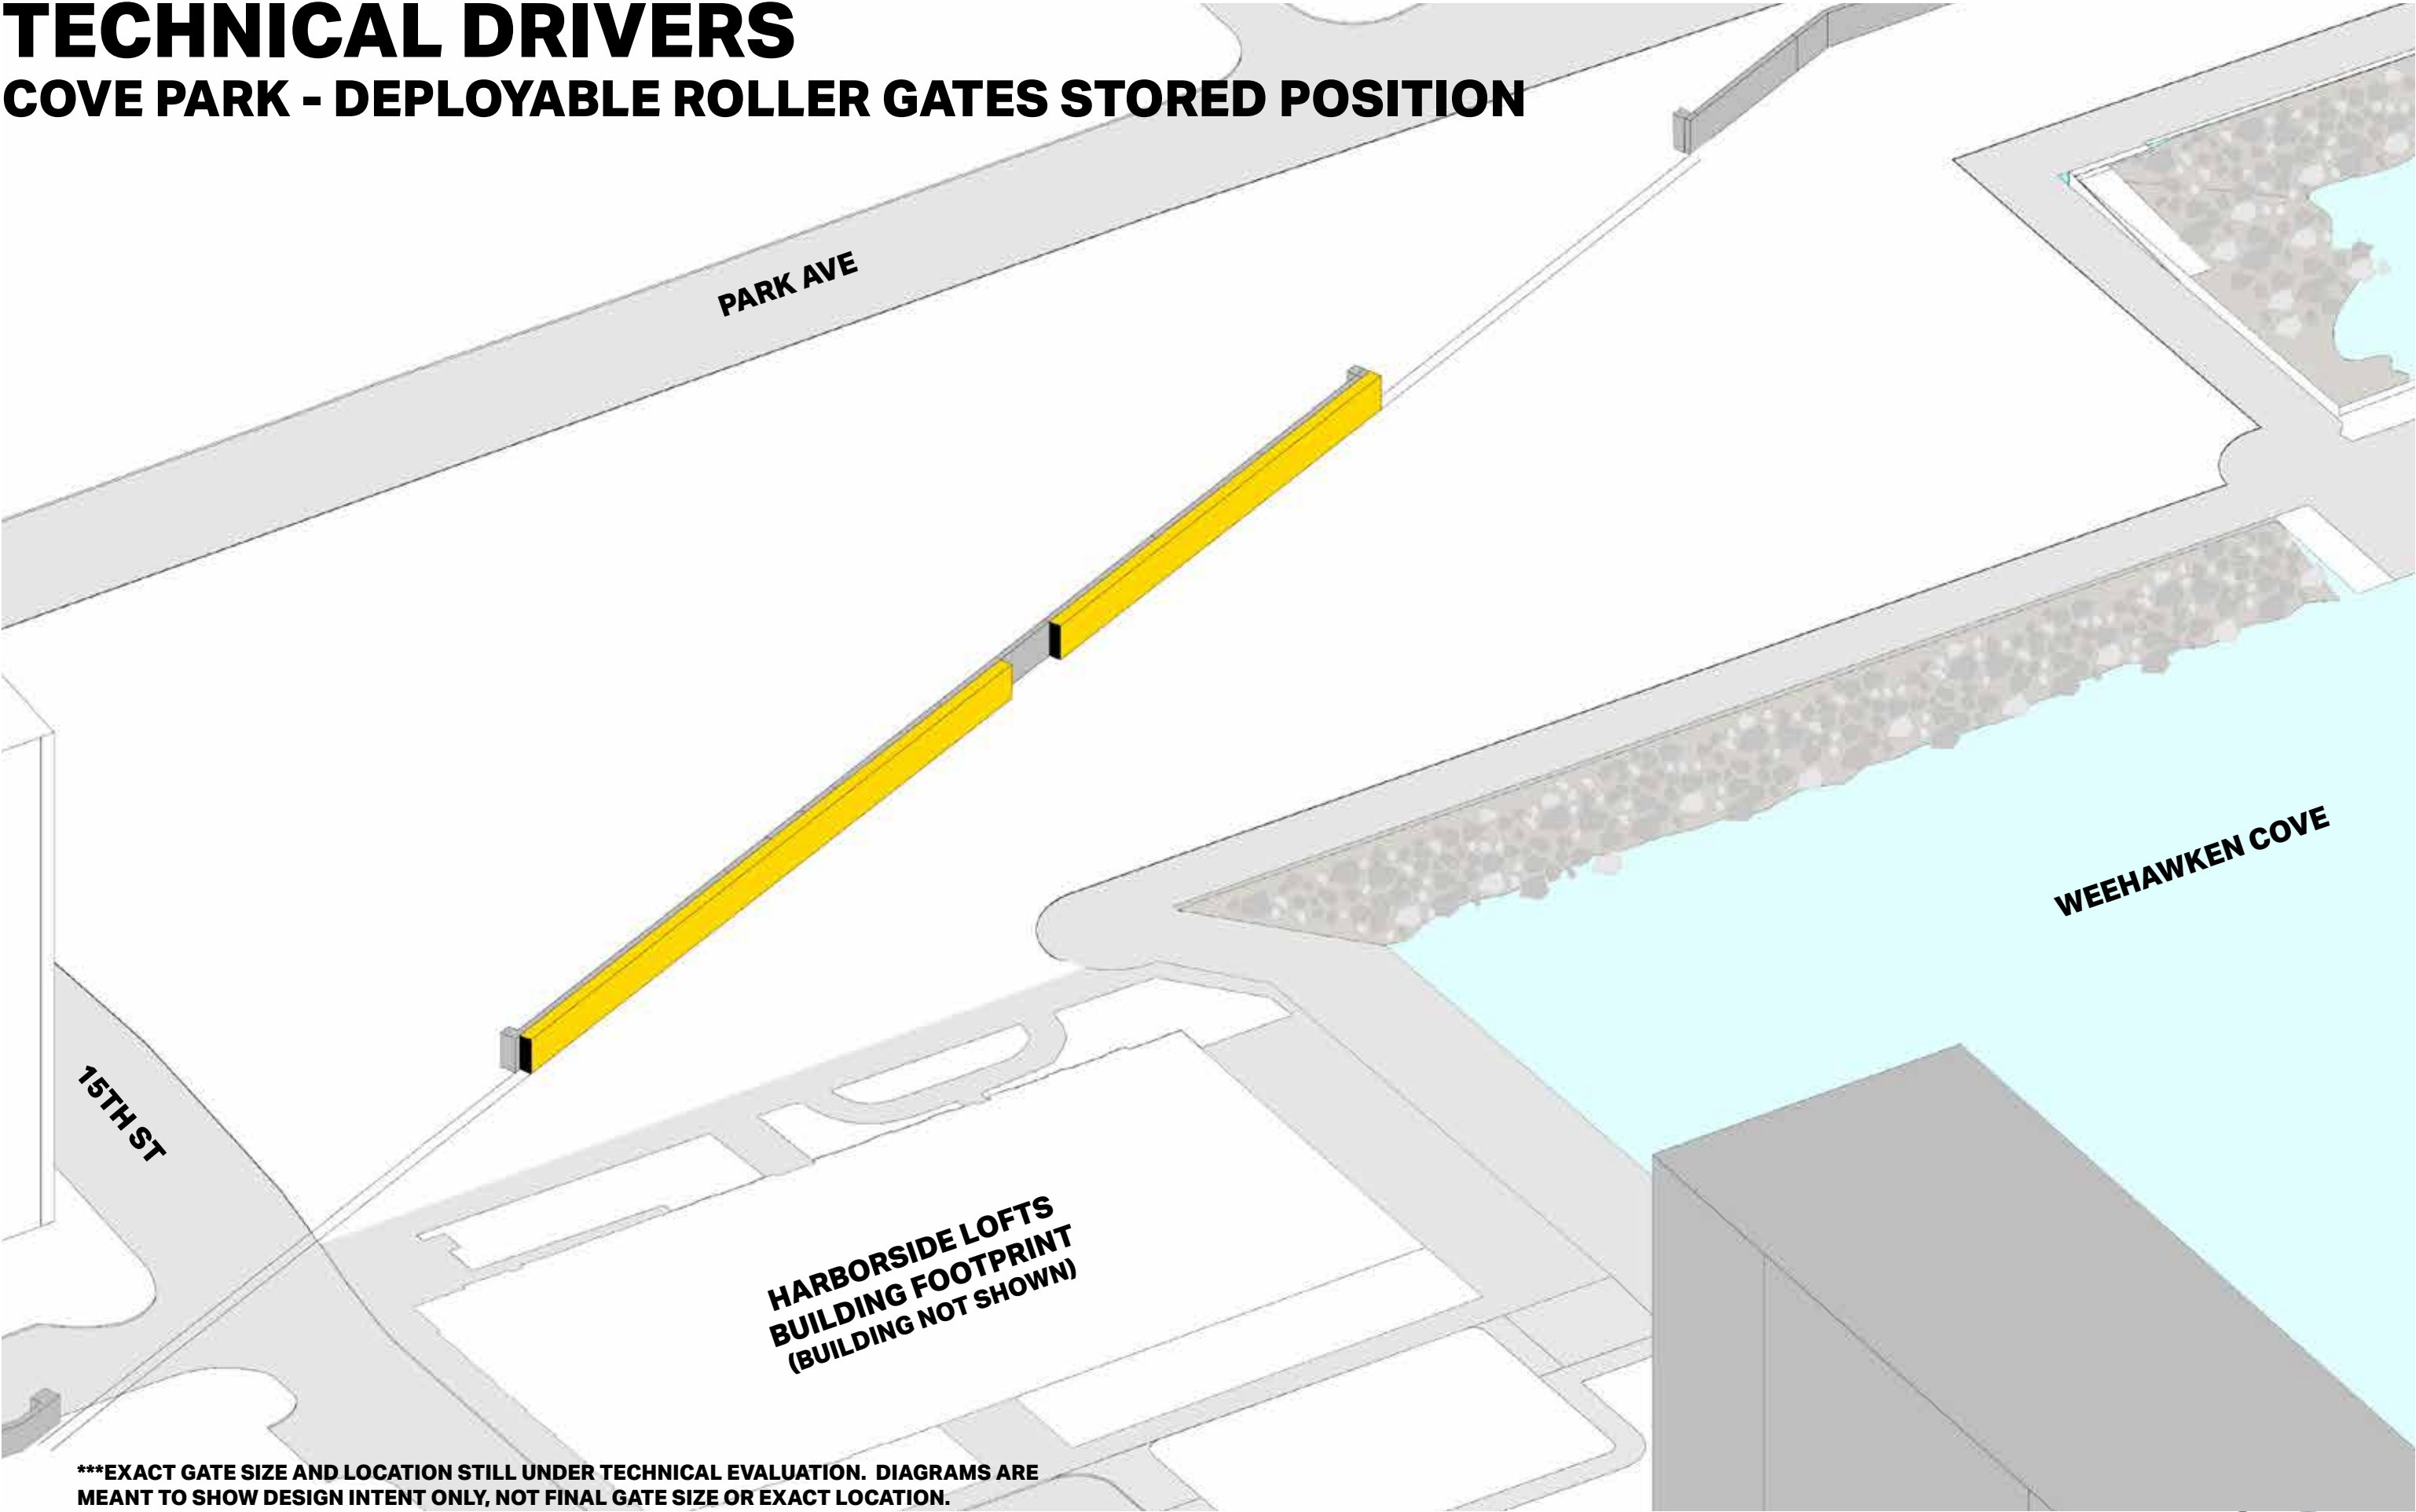 TECHNICAL DRIVERS
COVE PARK - DEPLOYABLE ROLLER GATES STORED POSITION
PARK AVE
WEEHAWKEN COVE
15TH ST
HARBORSIDE LOFTS
BUILDING FOOTPRINT
(BUILDING NOT SHOWN)
***EXACT GATE SIZE AND LOCATION STILL UNDER TECHNICAL EVALUATION. DIAGRAMS ARE
MEANT TO SHOW DESIGN INTENT ONLY, NOT FINAL GATE SIZE OR EXACT LOCATION.